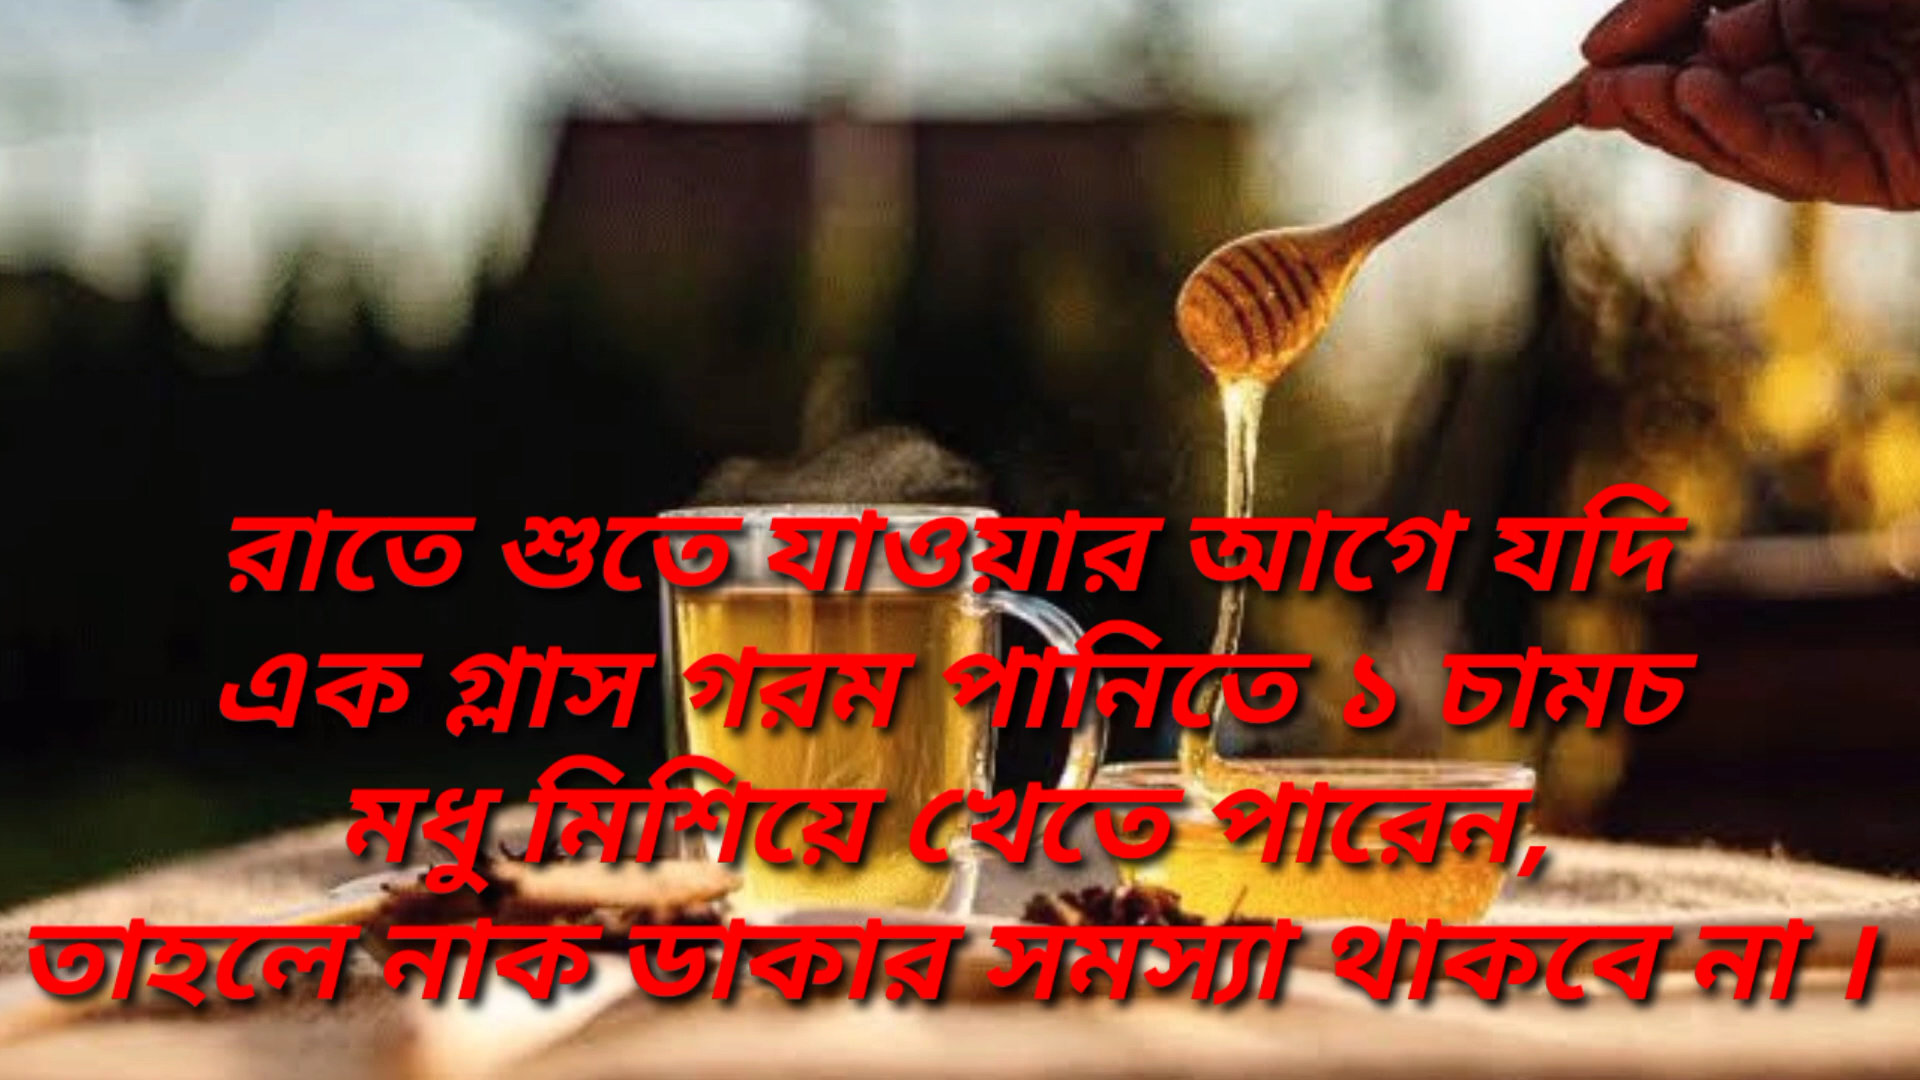 রাতে শুতে যাওয়ার আগে যদি
এক গ্লাস গরম পানিতে ১ চামচ
মধু মিশিয়ে খেতে পারেন,
তাহলে নাক ডাকার সমস্যা থাকবে না ।